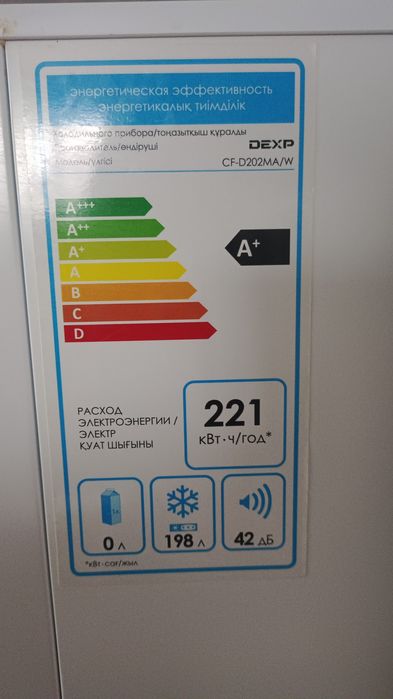 энергетическая эффективность
энергетикалық тиімділік
холодильного прибора/тоңазытқыш құралды
производитель/өндіруші DEXP
Модель/үлгісі CF-D202MA/W
A+++
A++
A+
A
B
C
D
A+
РАСХОД
ЭЛЕКТРОЭНЕРГИИ /
ЭЛЕКТР
ҚУАТ ШЫҒЫНЫ
221
кВт·ч/год*
1л
0 л
198 л
42 дБ
*кВт·сағ/жыл